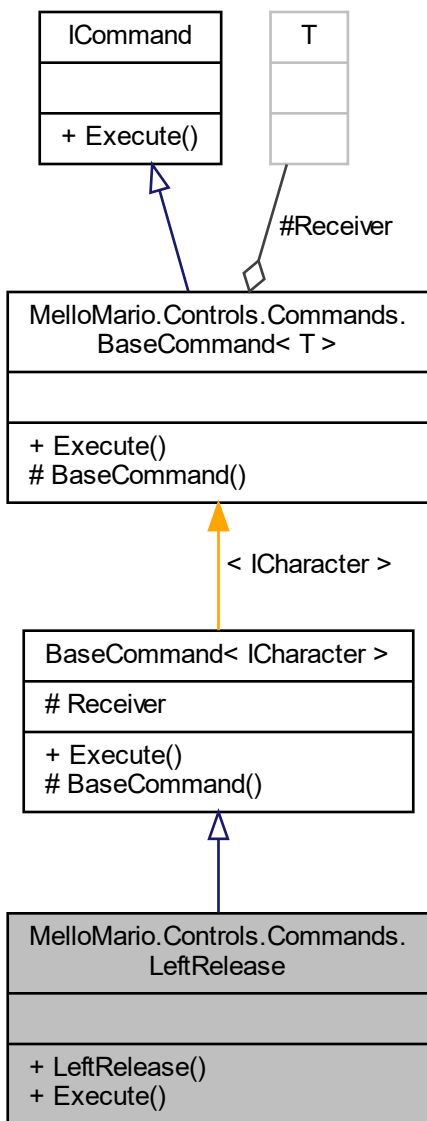 ICommand
+ Execute()
T
#Receiver
MelloMario.Controls.Commands.
BaseCommand< T >
+ Execute()
# BaseCommand()
< ICharacter >
BaseCommand< ICharacter >
# Receiver
+ Execute()
# BaseCommand()
MelloMario.Controls.Commands.
LeftRelease
+ LeftRelease()
+ Execute()